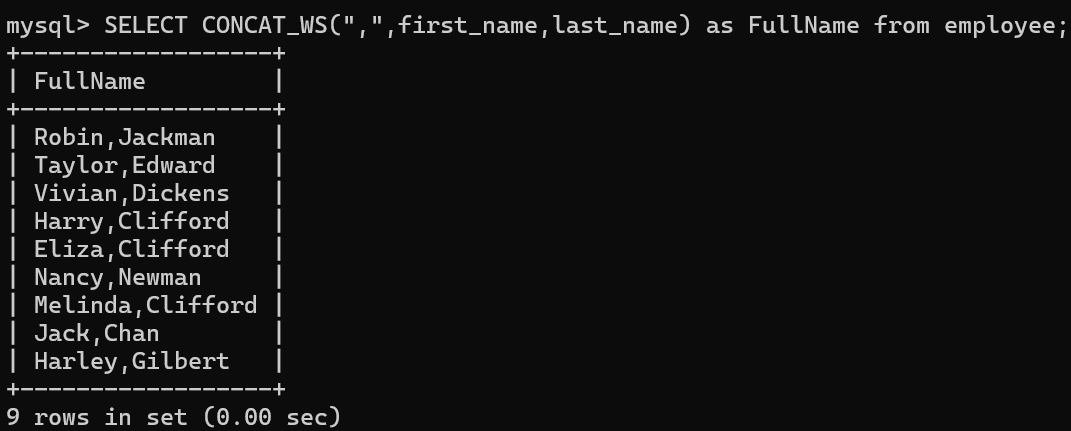 mysql> SELECT CONCAT_WS(",",first_name,last_name) as FullName from employee;
+------------------+
| FullName         |
+------------------+
| Robin,Jackman    |
| Taylor,Edward    |
| Vivian,Dickens   |
| Harry,Clifford   |
| Eliza,Clifford   |
| Nancy,Newman     |
| Melinda,Clifford |
| Jack,Chan        |
| Harley,Gilbert   |
+------------------+
9 rows in set (0.00 sec)